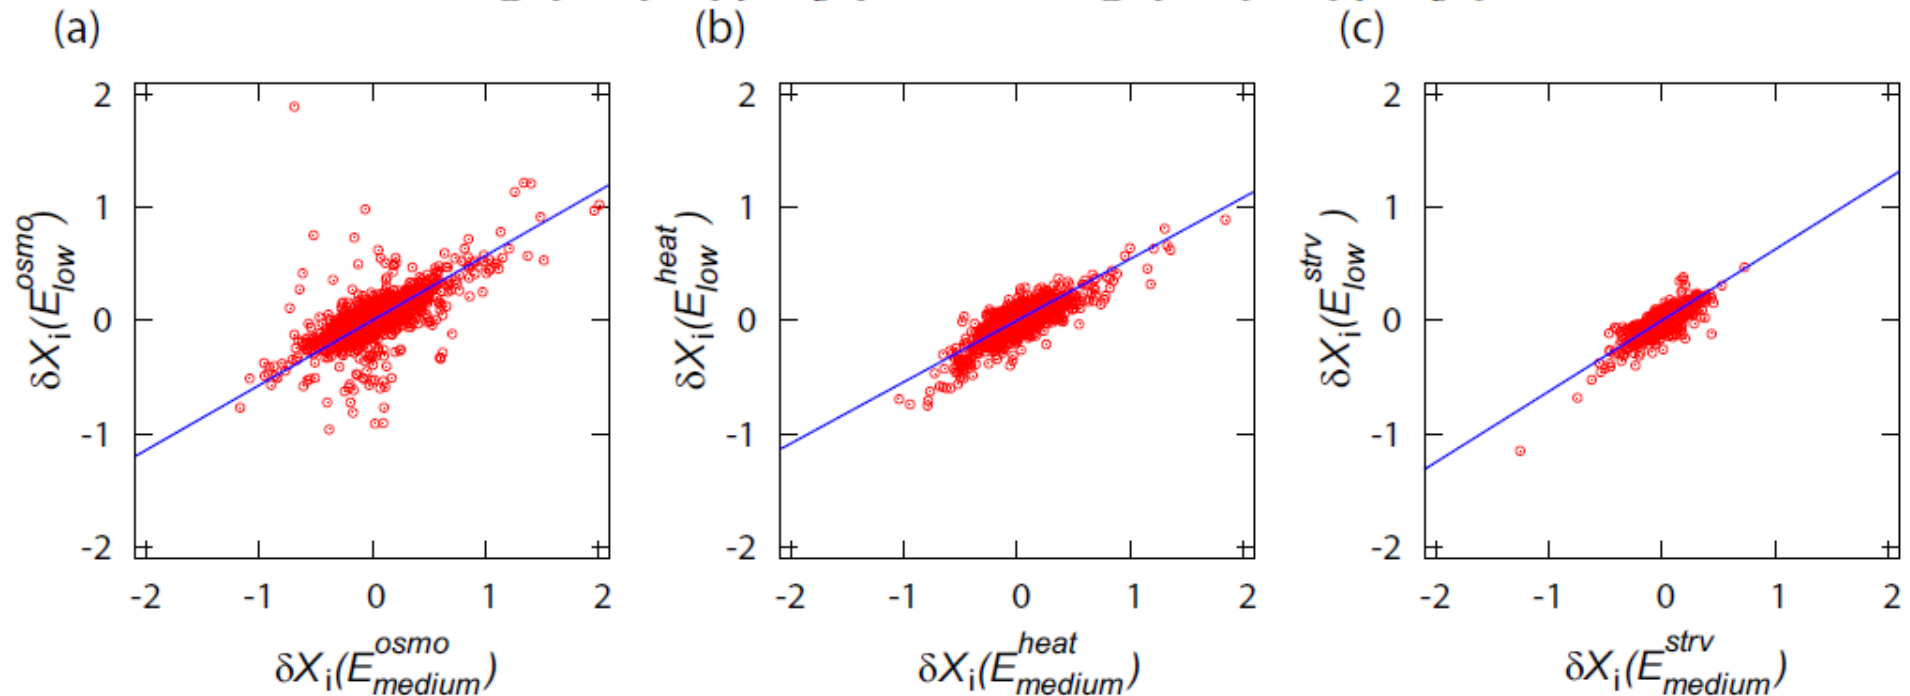 (a) (b) (c)
2 2 2
1 1 1
0 0 0
-1 -1 -1
-2 -2 -2
-2 -1 0 1 2 -2 -1 0 1 2 -2 -1 0 1 2
δX_i(E_low^osmo) δX_i(E_low^heat) δX_i(E_low^strv)
δX_i(E_medium^osmo) δX_i(E_medium^heat) δX_i(E_medium^strv)